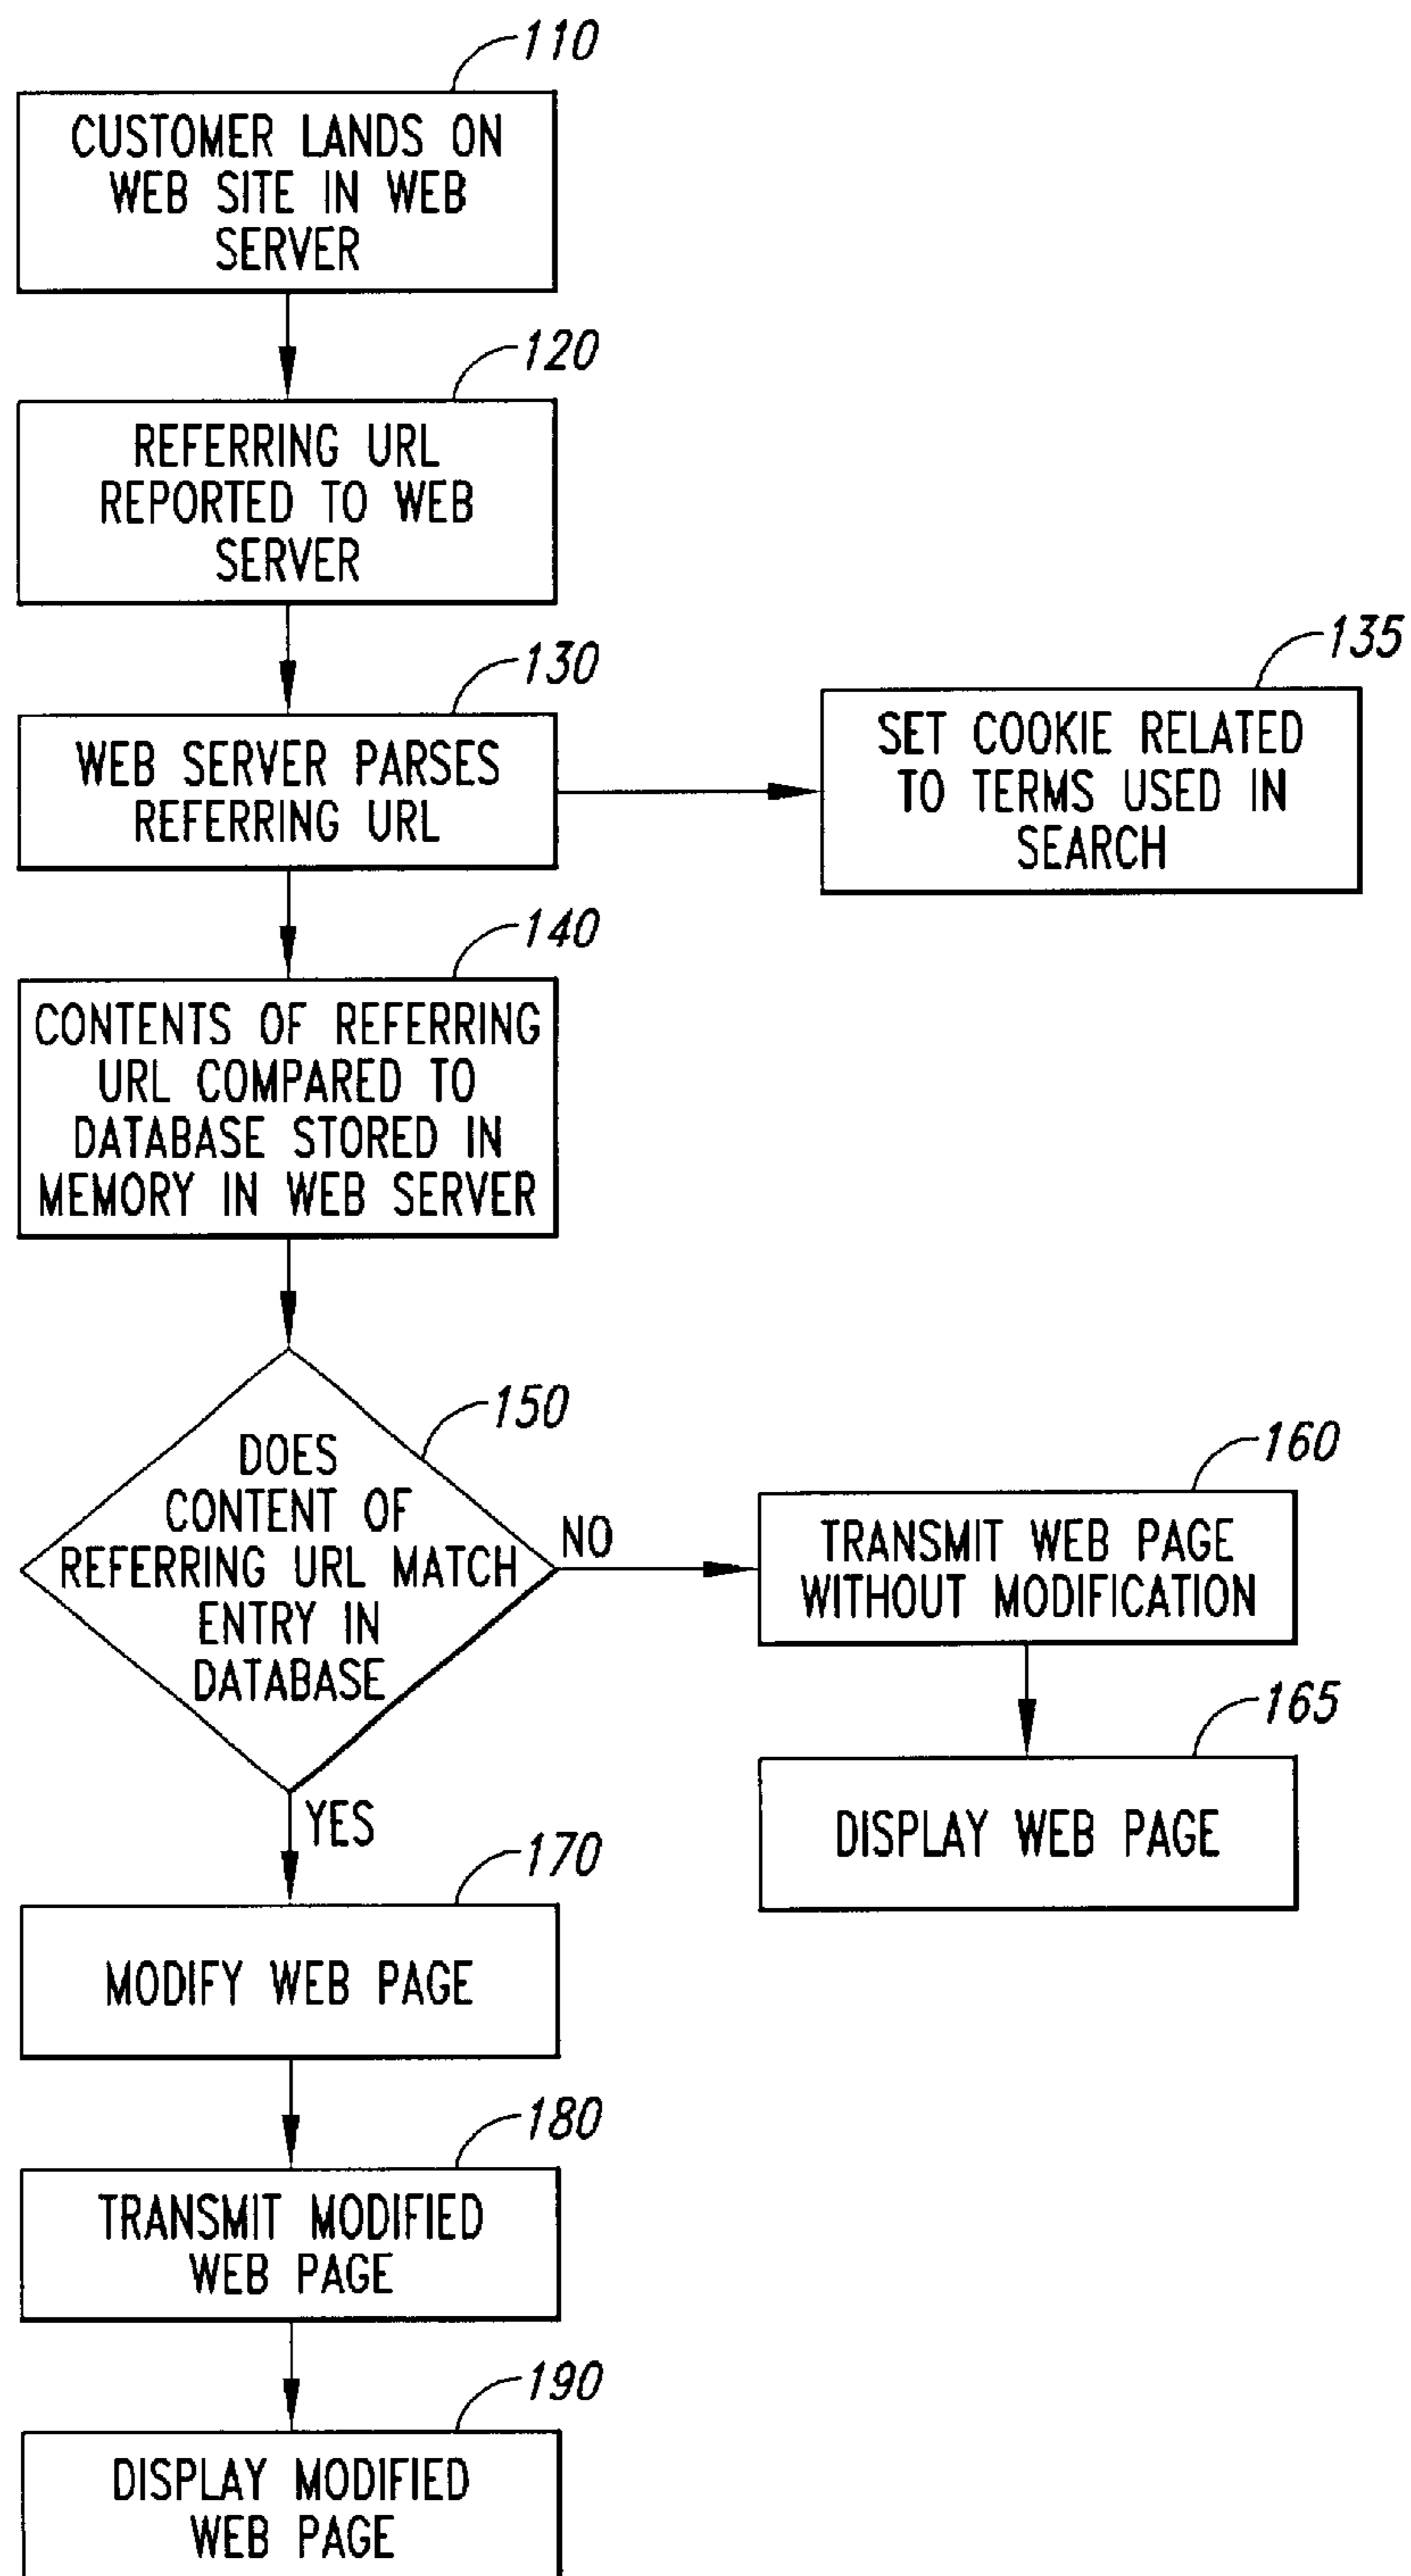 110
CUSTOMER LANDS ON
WEB SITE IN WEB
SERVER
120
REFERRING URL
REPORTED TO WEB
SERVER
130
WEB SERVER PARSES
REFERRING URL
135
SET COOKIE RELATED
TO TERMS USED IN
SEARCH
140
CONTENTS OF REFERRING
URL COMPARED TO
DATABASE STORED IN
MEMORY IN WEB SERVER
150
DOES
CONTENT OF
REFERRING URL MATCH
ENTRY IN
DATABASE
NO
160
TRANSMIT WEB PAGE
WITHOUT MODIFICATION
165
DISPLAY WEB PAGE
YES
170
MODIFY WEB PAGE
180
TRANSMIT MODIFIED
WEB PAGE
190
DISPLAY MODIFIED
WEB PAGE